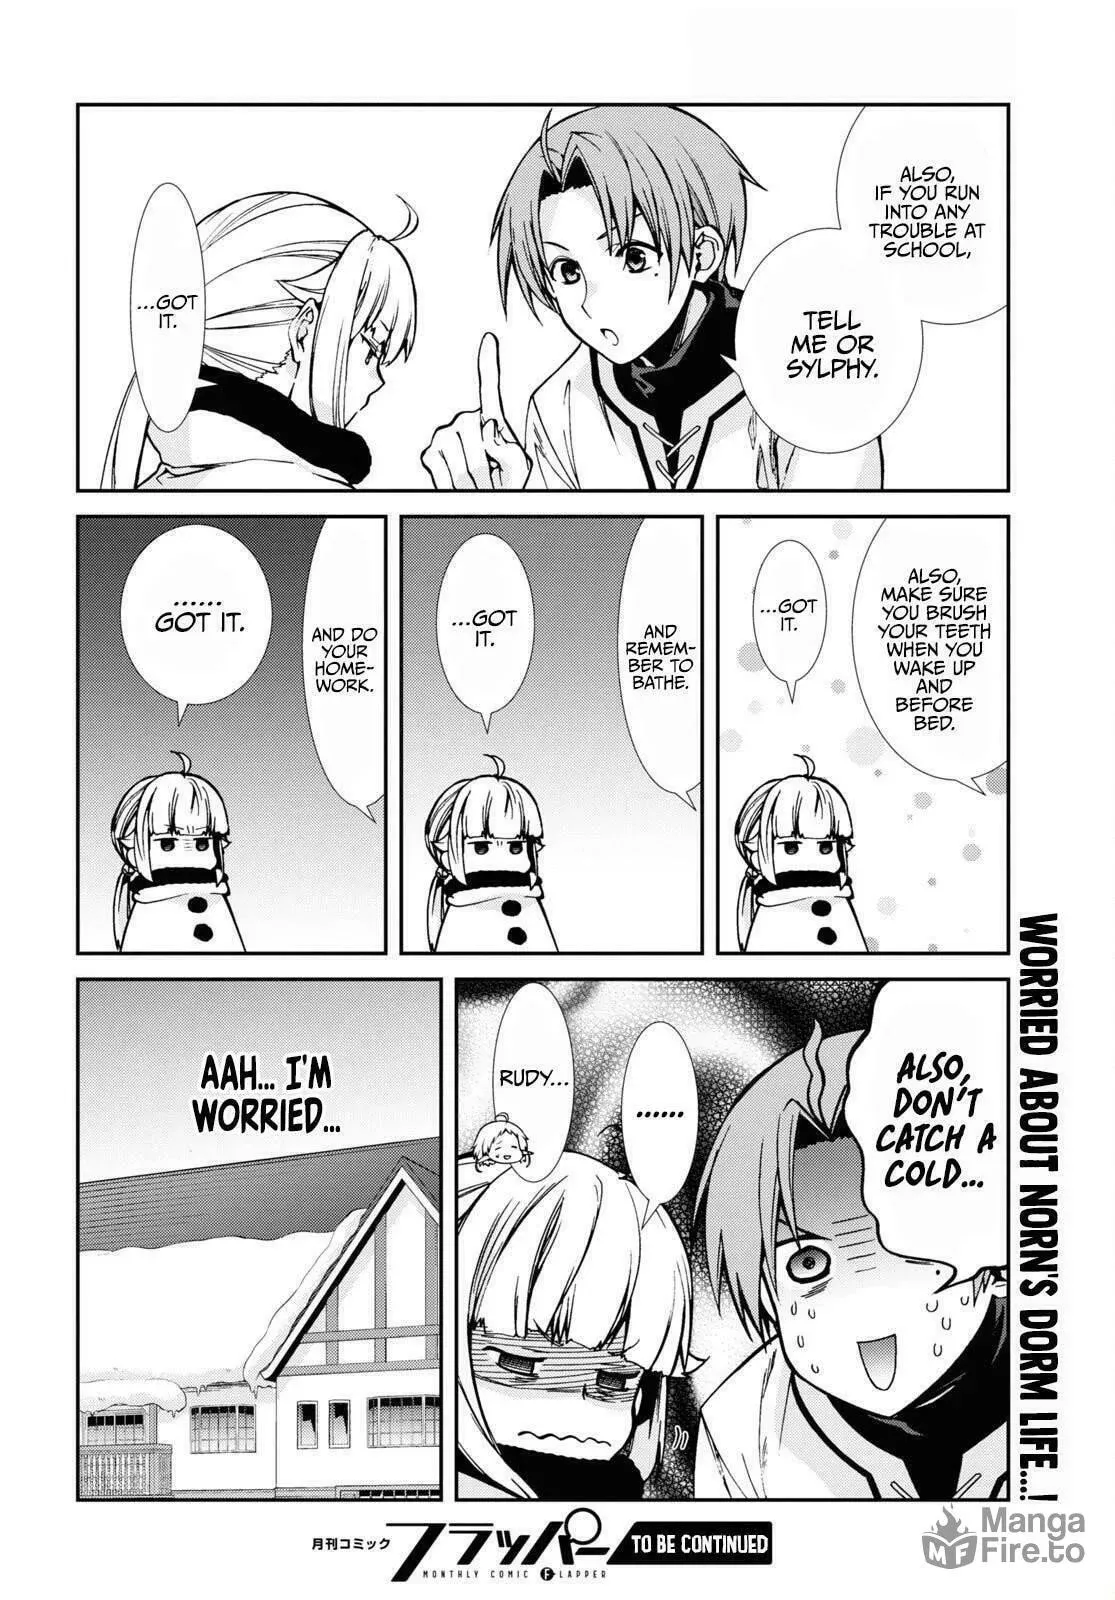 ALSO,
IF YOU RUN
INTO ANY
TROUBLE AT
SCHOOL,
TELL
ME OR
SYLPHY.
...GOT
IT.
ALSO,
MAKE SURE
YOU BRUSH
YOUR TEETH
WHEN YOU
WAKE UP
AND
BEFORE
BED.
...GOT
IT.
AND
REMEM-
BER TO
BATHE.
...GOT
IT.
AND DO
YOUR
HOME-
WORK.
......
GOT IT.
ALSO,
DON'T
CATCH A
COLD...
......
RUDY...
AAH... I'M
WORRIED...
WORRIED ABOUT NORN'S DORM LIFE...!
月刊コミック
フラッパー
TO BE CONTINUED
MONTHLY COMIC F LAPPER
MF
Manga
Fire.to